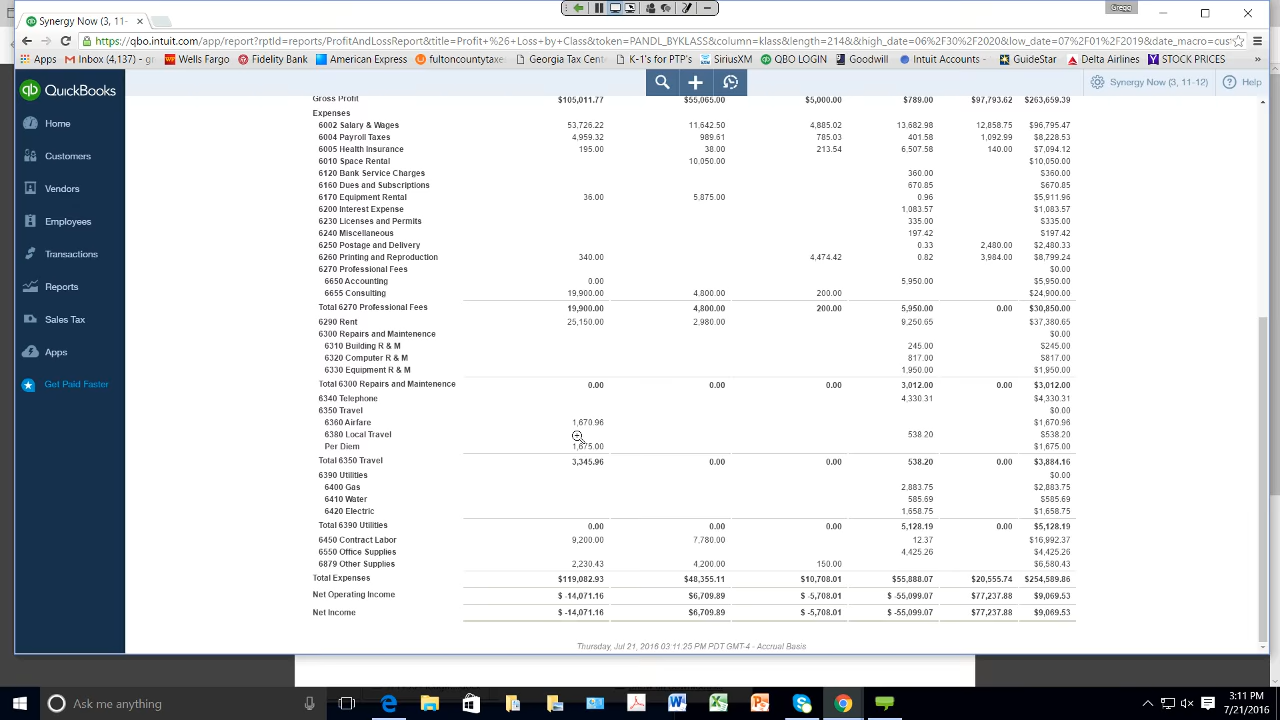 Gregg
Synergy Now (3, 11-
https://qbo.intuit.com/app/report?rptId=reports/ProfitAndLossReport&title=Profit %26 + Loss by+Class&token=PANDL_BYKLASS&column=klass&length=214&&high_date=06%2F30%2F2020&low_date=07%2F01%2F2019&date_macro=cus
Apps Inbox (4,137) - gr Wells Fargo My Fidelity American Express fultoncountytaxes Georgia Tax Center CURRENT TV SiriusXM QBO LOGIN Goodwill Intuit Accounts GuideStar Delta Airlines STOCK PRICES
QuickBooks
Synergy Now (3, 11-12) Help
Home
Customers
Vendors
Employees
Transactions
Reports
Sales Tax
Apps
Get Paid Faster
Gross Profit $105,011.77 $55,065.00 $5,000.00 $789.00 $97,793.62 $263,659.39
Expenses
6002 Salary & Wages 53,726.22 11,642.50 4,885.02 13,682.98 12,858.75 $96,795.47
6004 Payroll Taxes 4,959.32 989.61 785.03 401.58 1,092.99 $8,228.53
6005 Health Insurance 195.00 38.00 213.54 6,507.58 140.00 $7,094.12
6010 Space Rental 10,050.00 $10,050.00
6120 Bank Service Charges 360.00 $360.00
6160 Dues and Subscriptions 670.85 $670.85
6170 Equipment Rental 36.00 5,875.00 0.96 $5,911.96
6200 Interest Expense 1,083.57 $1,083.57
6230 Licenses and Permits 335.00 $335.00
6240 Miscellaneous 197.42 $197.42
6250 Postage and Delivery 0.33 2,480.00 $2,480.33
6260 Printing and Reproduction 340.00 4,474.42 0.82 3,984.00 $8,799.24
6270 Professional Fees $0.00
6650 Accounting 0.00 5,950.00 $5,950.00
6655 Consulting 19,900.00 4,800.00 200.00 $24,900.00
Total 6270 Professional Fees 19,900.00 4,800.00 200.00 5,950.00 0.00 $30,850.00
6290 Rent 25,150.00 2,980.00 9,250.65 $37,380.65
6300 Repairs and Maintenence $0.00
6310 Building R & M 245.00 $245.00
6320 Computer R & M 817.00 $817.00
6330 Equipment R & M 1,950.00 $1,950.00
Total 6300 Repairs and Maintenence 0.00 0.00 0.00 3,012.00 0.00 $3,012.00
6340 Telephone 4,330.31 $4,330.31
6350 Travel $0.00
6360 Airfare 1,670.96 $1,670.96
6380 Local Travel 538.20 $538.20
Per Diem 1,675.00 $1,675.00
Total 6350 Travel 3,345.96 0.00 0.00 538.20 0.00 $3,884.16
6390 Utilities $0.00
6400 Gas 2,883.75 $2,883.75
6410 Water 585.69 $585.69
6420 Electric 1,658.75 $1,658.75
Total 6390 Utilities 0.00 0.00 0.00 5,128.19 0.00 $5,128.19
6450 Contract Labor 9,200.00 7,780.00 12.37 $16,992.37
6550 Office Supplies 4,425.26 $4,425.26
6879 Other Supplies 2,230.43 4,200.00 150.00 $6,580.43
Total Expenses $119,082.93 $48,355.11 $10,708.01 $55,888.07 $20,555.74 $254,589.86
Net Operating Income $ -14,071.16 $6,709.89 $ -5,708.01 $ -55,099.07 $77,237.88 $9,069.53
Net Income $ -14,071.16 $6,709.89 $ -5,708.01 $ -55,099.07 $77,237.88 $9,069.53
Thursday, Jul 21, 2016 03:11:25 PM PDT GMT-4 - Accrual Basis
Ask me anything
3:11 PM
7/21/2016